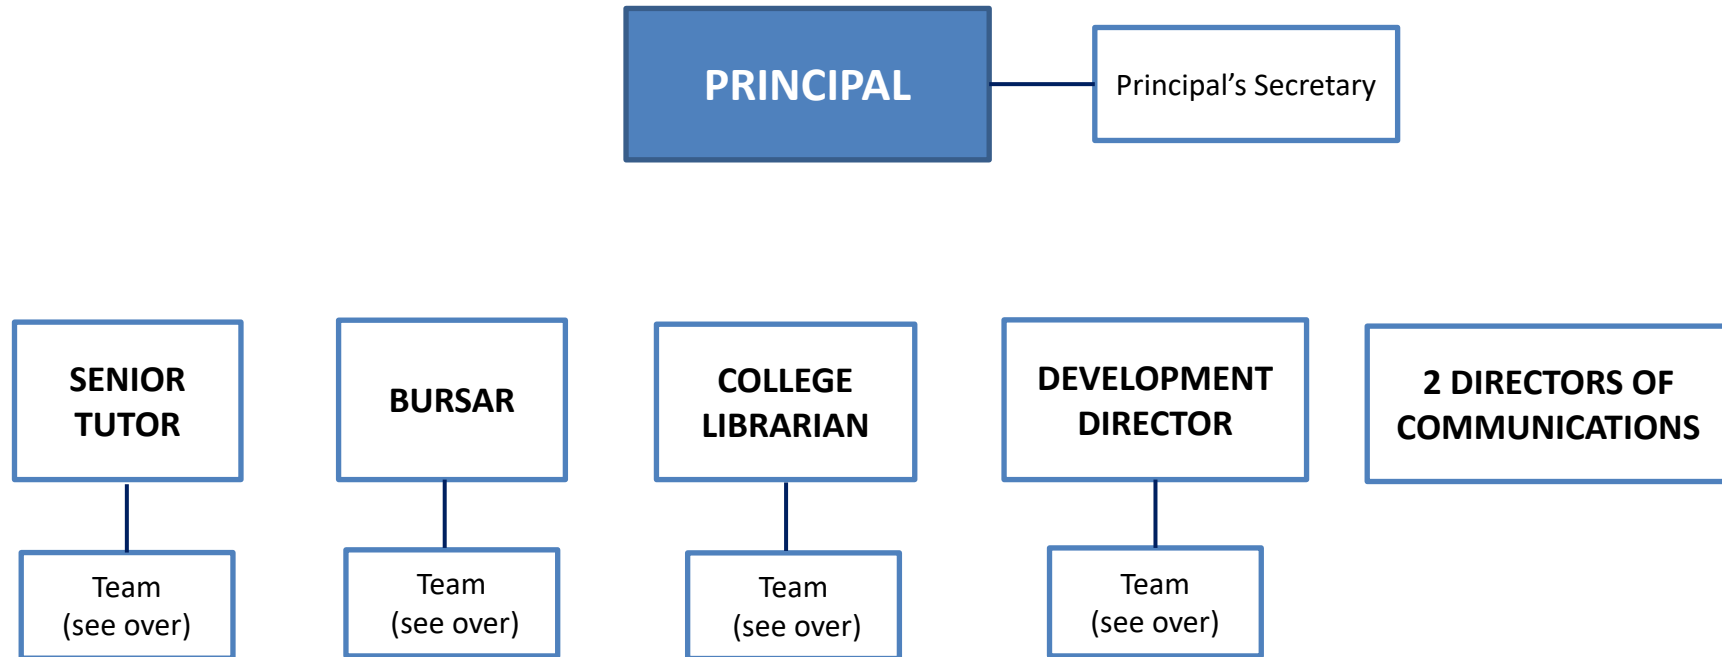 PRINCIPAL
Principal’s Secretary
SENIOR
TUTOR
BURSAR
COLLEGE
LIBRARIAN
DEVELOPMENT
DIRECTOR
2 DIRECTORS OF
COMMUNICATIONS
Team
(see over)
Team
(see over)
Team
(see over)
Team
(see over)